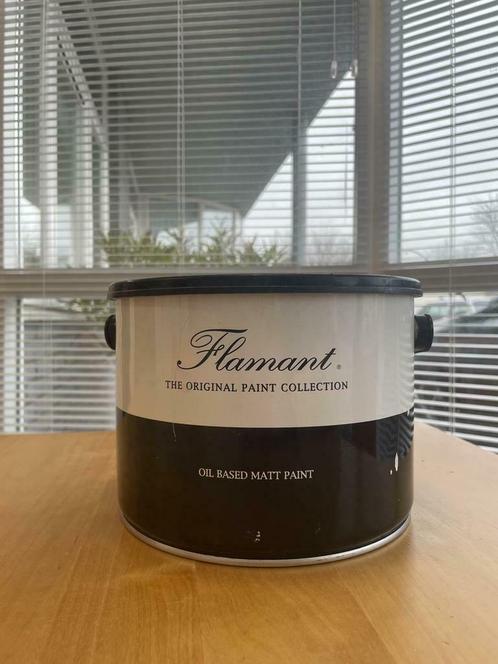 Flamant®
THE ORIGINAL PAINT COLLECTION
OIL BASED MATT PAINT